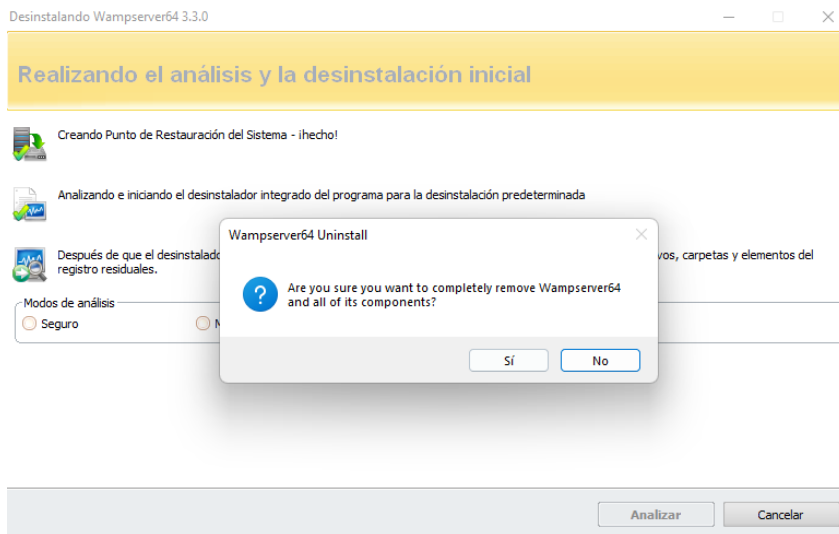 Desinstalando Wampserver64 3.3.0
Realizando el análisis y la desinstalación inicial
Creando Punto de Restauración del Sistema - ¡hecho!
Analizando e iniciando el desinstalador integrado del programa para la desinstalación predeterminada
Después de que el desinstalado
vos, carpetas y elementos del
registro residuales.
Modos de análisis
Seguro
Wampserver64 Uninstall
Are you sure you want to completely remove Wampserver64
and all of its components?
Sí
No
Analizar
Cancelar